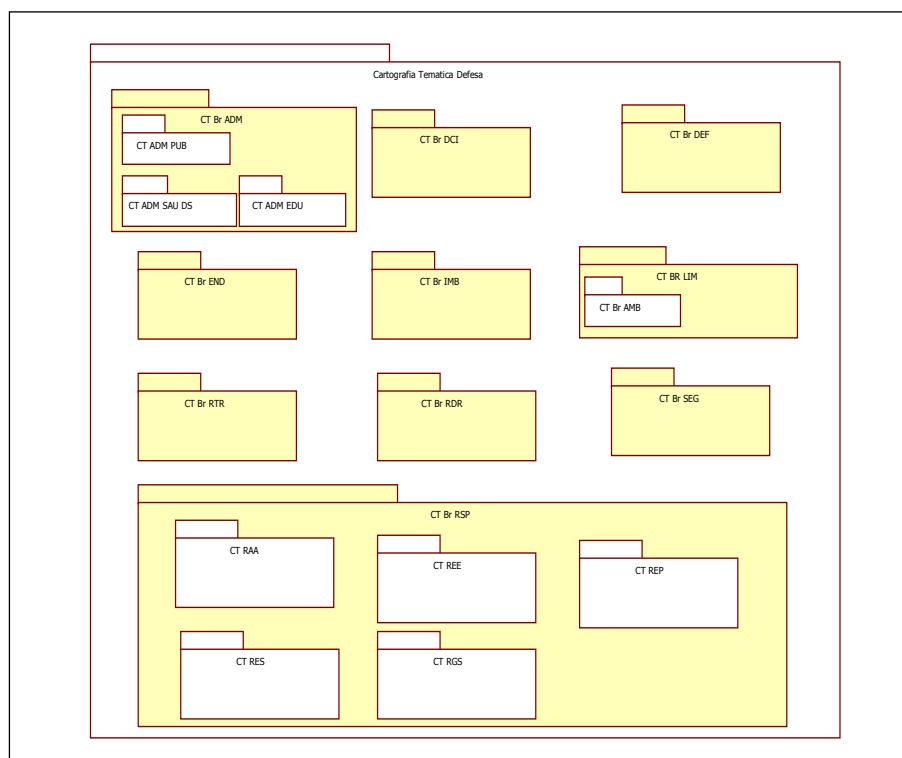 Cartografia Tematica Defesa
CT Br ADM
CT ADM PUB
CT ADM SAU DS
CT ADM EDU
CT Br DCI
CT Br DEF
CT Br END
CT Br IMB
CT BR LIM
CT Br AMB
CT Br RTR
CT Br RDR
CT Br SEG
CT Br RSP
CT RAA
CT REE
CT REP
CT RES
CT RGS